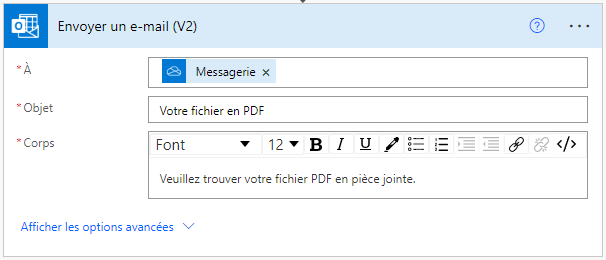 Envoyer un e-mail (V2)
* À
Messagerie ×
* Objet
Votre fichier en PDF
* Corps
Font 12 B I U </>
Veuillez trouver votre fichier PDF en pièce jointe.
Afficher les options avancées